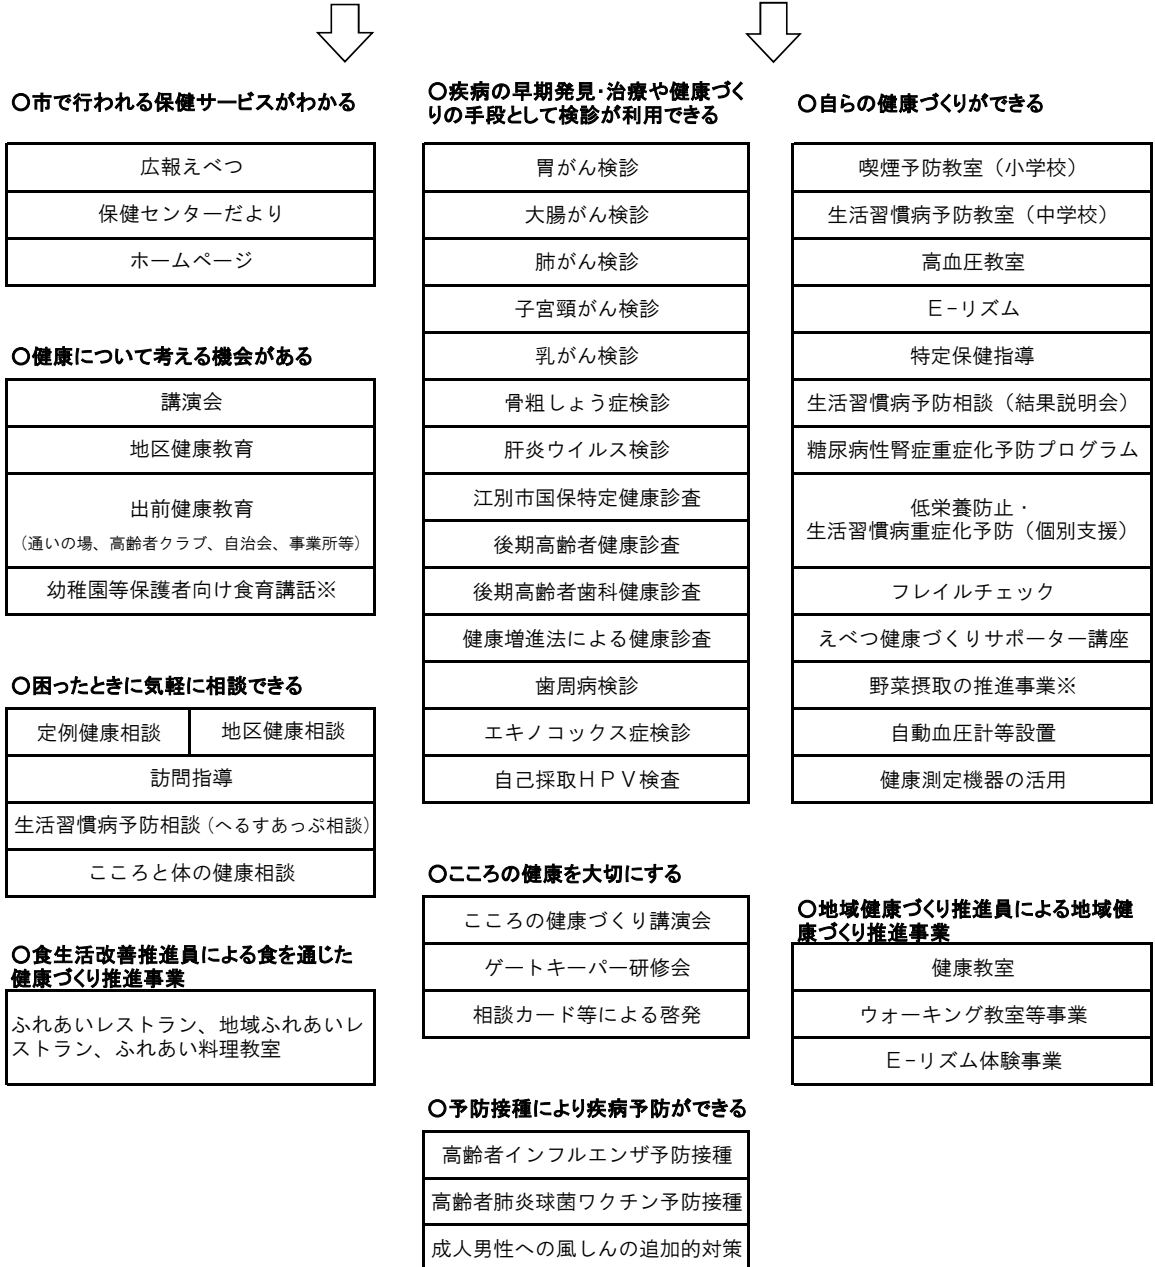 〇市で行われる保健サービスがわかる
広報えべつ
保健センターだより
ホームページ
〇健康について考える機会がある
講演会
地区健康教育
出前健康教育
（通いの場、高齢者クラブ、自治会、事業所等）
幼稚園等保護者向け食育講話※
〇困ったときに気軽に相談できる
定例健康相談 地区健康相談
訪問指導
生活習慣病予防相談（へるすあっぷ相談）
こころと体の健康相談
〇食生活改善推進員による食を通じた
健康づくり推進事業
ふれあいレストラン、地域ふれあいレ
ストラン、ふれあい料理教室
〇疾病の早期発見・治療や健康づく
りの手段として検診が利用できる
胃がん検診
大腸がん検診
肺がん検診
子宮頸がん検診
乳がん検診
骨粗しょう症検診
肝炎ウイルス検診
江別市国保特定健康診査
後期高齢者健康診査
後期高齢者歯科健康診査
健康増進法による健康診査
歯周病検診
エキノコックス症検診
自己採取ＨＰＶ検査
〇こころの健康を大切にする
こころの健康づくり講演会
ゲートキーパー研修会
相談カード等による啓発
〇予防接種により疾病予防ができる
高齢者インフルエンザ予防接種
高齢者肺炎球菌ワクチン予防接種
成人男性への風しんの追加的対策
〇自らの健康づくりができる
喫煙予防教室（小学校）
生活習慣病予防教室（中学校）
高血圧教室
Ｅ-リズム
特定保健指導
生活習慣病予防相談（結果説明会）
糖尿病性腎症重症化予防プログラム
低栄養防止・
生活習慣病重症化予防（個別支援）
フレイルチェック
えべつ健康づくりサポーター講座
野菜摂取の推進事業※
自動血圧計等設置
健康測定機器の活用
〇地域健康づくり推進員による地域健
康づくり推進事業
健康教室
ウォーキング教室等事業
Ｅ-リズム体験事業